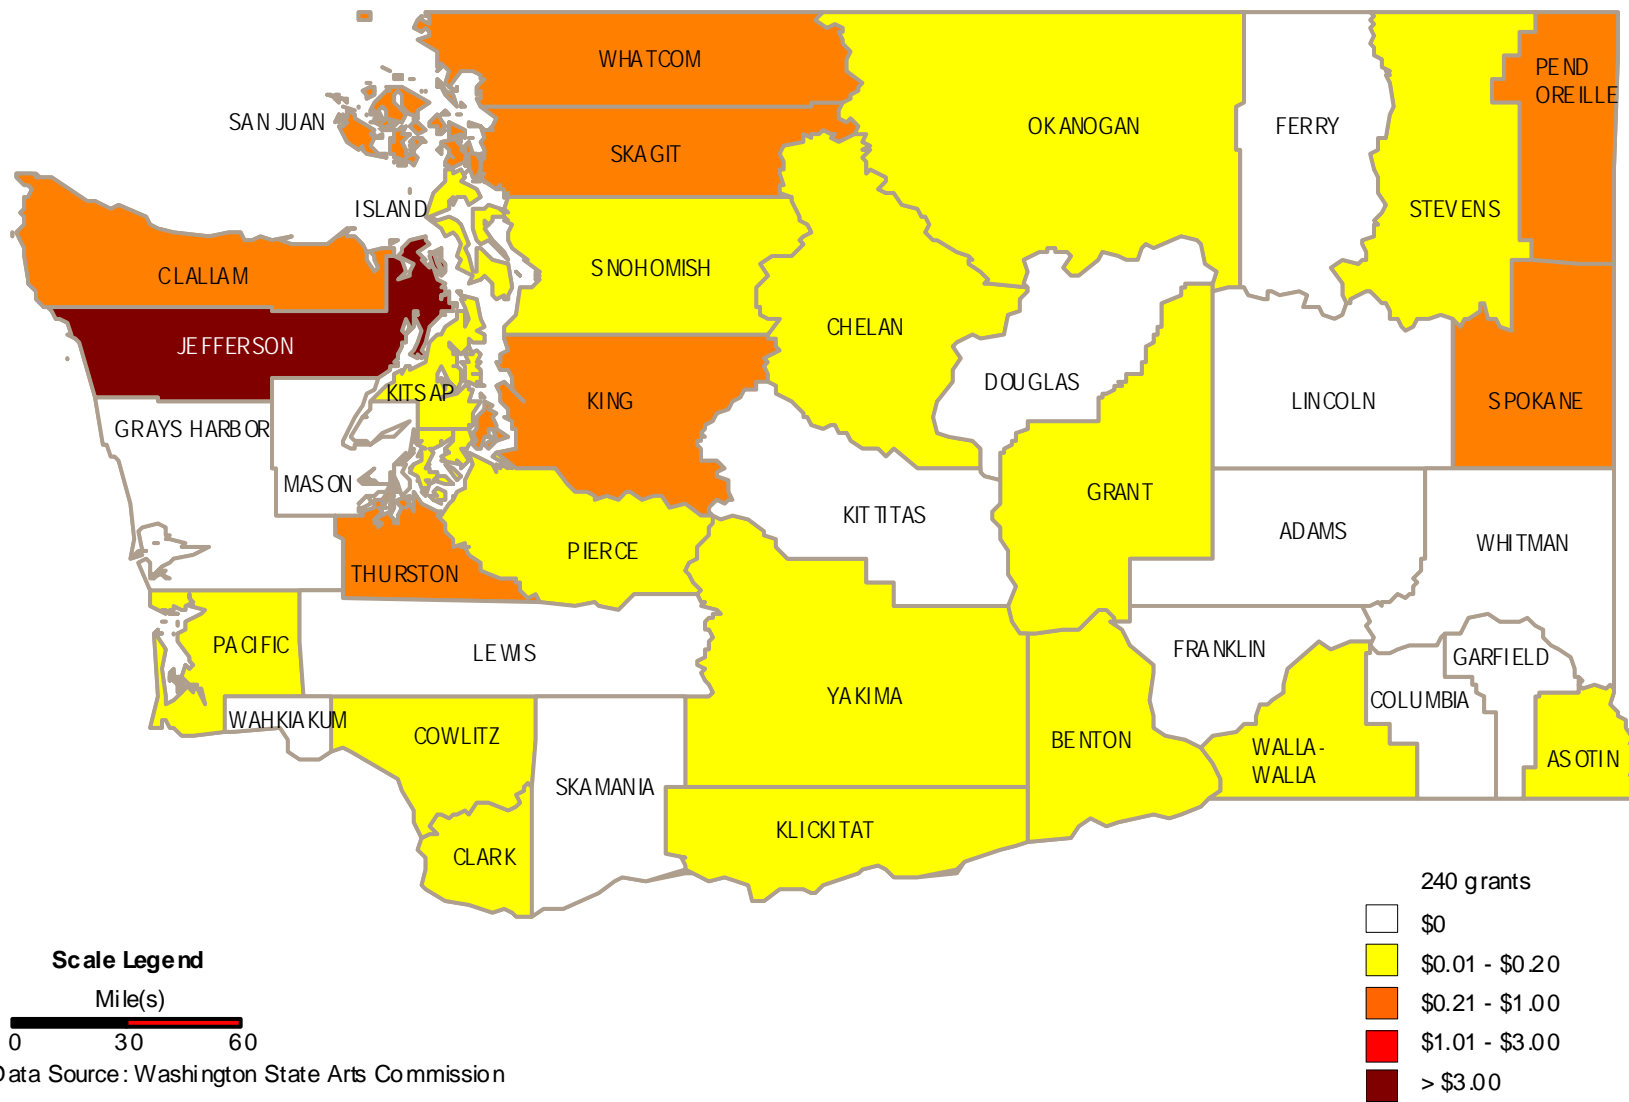 WHATCOM
PEND
OREILLE
SAN JUAN
OKANOGAN
FERRY
SKAGIT
ISLAND
STEVENS
CLALLAM
SNOHOMISH
CHELAN
JEFFERSON
DOUGLAS
KITSAP
KING
LINCOLN
SPOKANE
GRAYS HARBOR
MASON
GRANT
KITTITAS
ADAMS
WHITMAN
PIERCE
THURSTON
PACIFIC
LEWIS
FRANKLIN
GARFIELD
YAKIMA
COLUMBIA
WAHKIAKUM
COWLITZ
BENTON
WALLA-
WALLA
ASOTIN
SKAMANIA
KLICKITAT
CLARK
240 grants
$0
$0.01 - $0.20
$0.21 - $1.00
$1.01 - $3.00
> $3.00
Scale Legend
Mile(s)
0 30 60
Data Source: Washington State Arts Commission